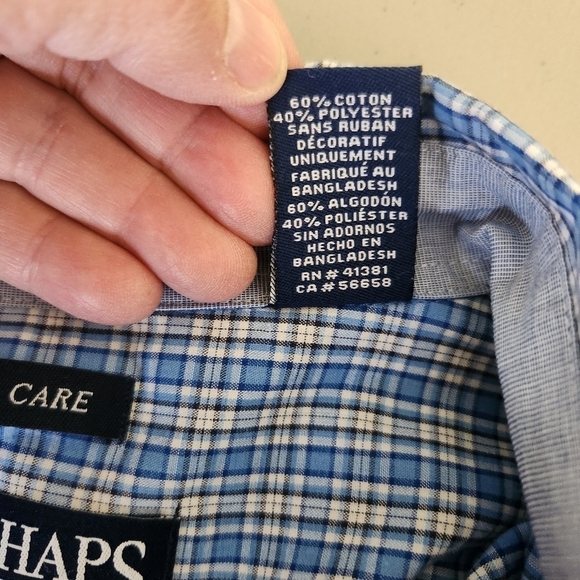 60% COTON
40% POLYESTER
SANS RUBAN
DÉCORATIF
UNIQUEMENT
FABRIQUÉ AU
BANGLADESH
60% ALGODÓN
40% POLIÉSTER
SIN ADORNOS
HECHO EN
BANGLADESH
RN # 41381
CA # 56658
CARE
HAPS